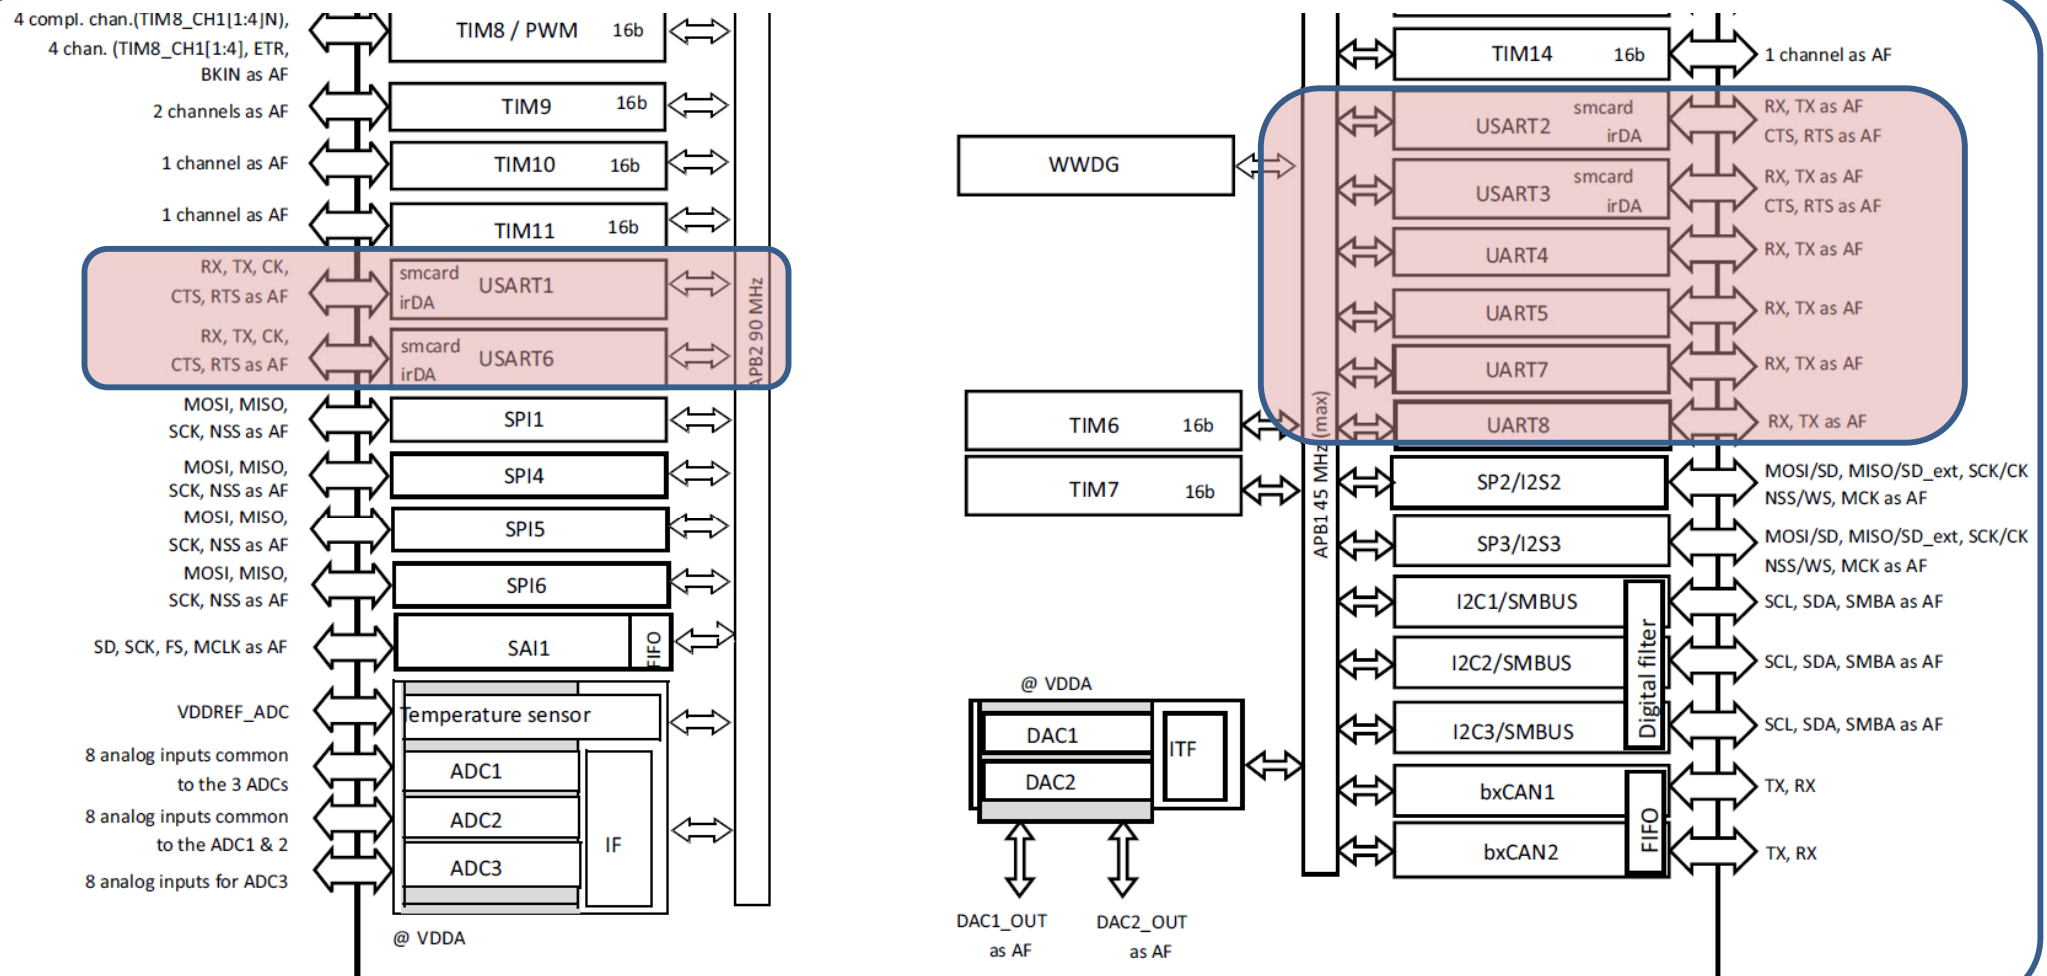 4 compl. chan.(TIM8_CH1[1:4]N),
4 chan. (TIM8_CH1[1:4], ETR,
BKIN as AF
TIM8 / PWM 16b
2 channels as AF
TIM9 16b
1 channel as AF
TIM10 16b
1 channel as AF
TIM11 16b
RX, TX, CK,
CTS, RTS as AF
smcard
irDA
USART1
RX, TX, CK,
CTS, RTS as AF
smcard
irDA
USART6
MOSI, MISO,
SCK, NSS as AF
SPI1
MOSI, MISO,
SCK, NSS as AF
SPI4
MOSI, MISO,
SCK, NSS as AF
SPI5
MOSI, MISO,
SCK, NSS as AF
SPI6
SD, SCK, FS, MCLK as AF
SAI1
FIFO
VDDREF_ADC
Temperature sensor
8 analog inputs common
to the 3 ADCs
ADC1
8 analog inputs common
to the ADC1 & 2
ADC2
8 analog inputs for ADC3
ADC3
IF
@ VDDA
APB2 90 MHz
WWDG
TIM6 16b
TIM7 16b
@ VDDA
DAC1
DAC2
ITF
DAC1_OUT
as AF
DAC2_OUT
as AF
APB1 45 MHz (max)
TIM14 16b
1 channel as AF
USART2
smcard
irDA
RX, TX as AF
CTS, RTS as AF
USART3
smcard
irDA
RX, TX as AF
CTS, RTS as AF
UART4
RX, TX as AF
UART5
RX, TX as AF
UART7
RX, TX as AF
UART8
RX, TX as AF
SP2/I2S2
MOSI/SD, MISO/SD_ext, SCK/CK
NSS/WS, MCK as AF
SP3/I2S3
MOSI/SD, MISO/SD_ext, SCK/CK
NSS/WS, MCK as AF
I2C1/SMBUS
SCL, SDA, SMBA as AF
I2C2/SMBUS
SCL, SDA, SMBA as AF
I2C3/SMBUS
SCL, SDA, SMBA as AF
Digital filter
bxCAN1
TX, RX
bxCAN2
TX, RX
FIFO